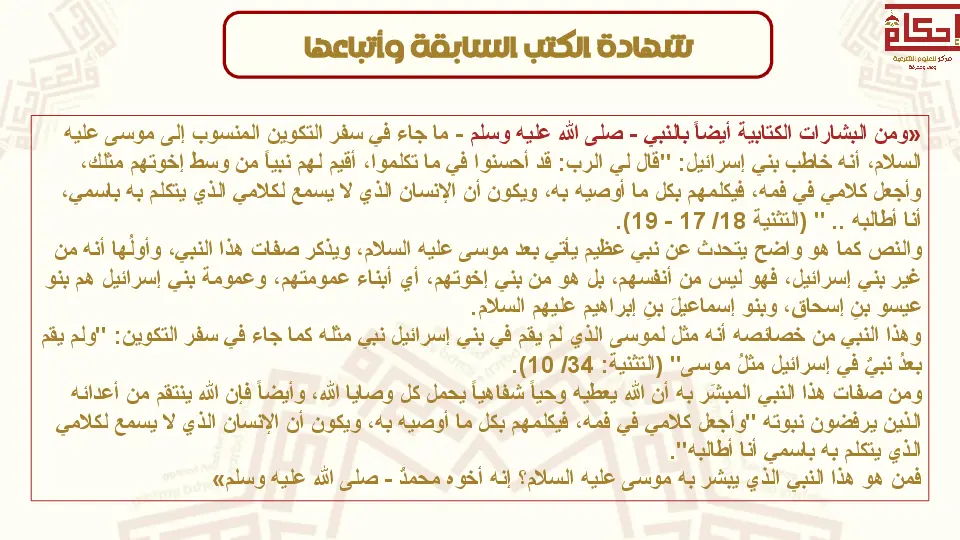 شهادة الكتب السابقة وأتباعها
احكام
مركز للعلوم الشرعية
وعي ومعرفة
«ومن البشارات الكتابية أيضاً بالنبي - صلى الله عليه وسلم - ما جاء في سفر التكوين المنسوب إلى موسى عليه
السلام، أنه خاطب بني إسرائيل: "قال لي الرب: قد أحسنوا في ما تكلموا، أقيم لهم نبياً من وسط إخوتهم مثلك،
وأجعل كلامي في فمه، فيكلمهم بكل ما أوصيه به، ويكون أن الإنسان الذي لا يسمع لكلامي الذي يتكلم به باسمي،
أنا أطالبه .. " (التثنية 18/ 17 - 19).
والنص كما هو واضح يتحدث عن نبي عظيم يأتي بعد موسى عليه السلام، ويذكر صفات هذا النبي، وأولُها أنه من
غير بني إسرائيل، فهو ليس من أنفسهم، بل هو من بني إخوتهم، أي أبناء عمومتهم، وعمومة بني إسرائيل هم بنو
عيسو بنِ إسحاق، وبنو إسماعيلَ بنِ إبراهيم عليهم السلام.
وهذا النبي من خصائصه أنه مثل لموسى الذي لم يقم في بني إسرائيل نبي مثله كما جاء في سفر التكوين: "ولم يقم
بعدُ نبيٌ في إسرائيل مثلُ موسى" (التثنية: 34/ 10).
ومن صفات هذا النبي المبشَر به أن الله يعطيه وحياً شفاهياً يحمل كل وصايا الله، وأيضاً فإن الله ينتقم من أعدائه
الذين يرفضون نبوته "وأجعل كلامي في فمه، فيكلمهم بكل ما أوصيه به، ويكون أن الإنسان الذي لا يسمع لكلامي
الذي يتكلم به باسمي أنا أطالبه".
فمن هو هذا النبي الذي يبشر به موسى عليه السلام؟ إنه أخوه محمدٌ - صلى الله عليه وسلم»